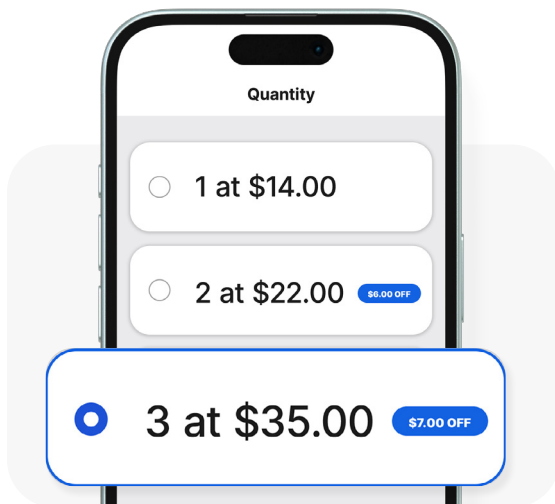 Quantity
1 at $14.00
2 at $22.00 $6.00 OFF
3 at $35.00 $7.00 OFF